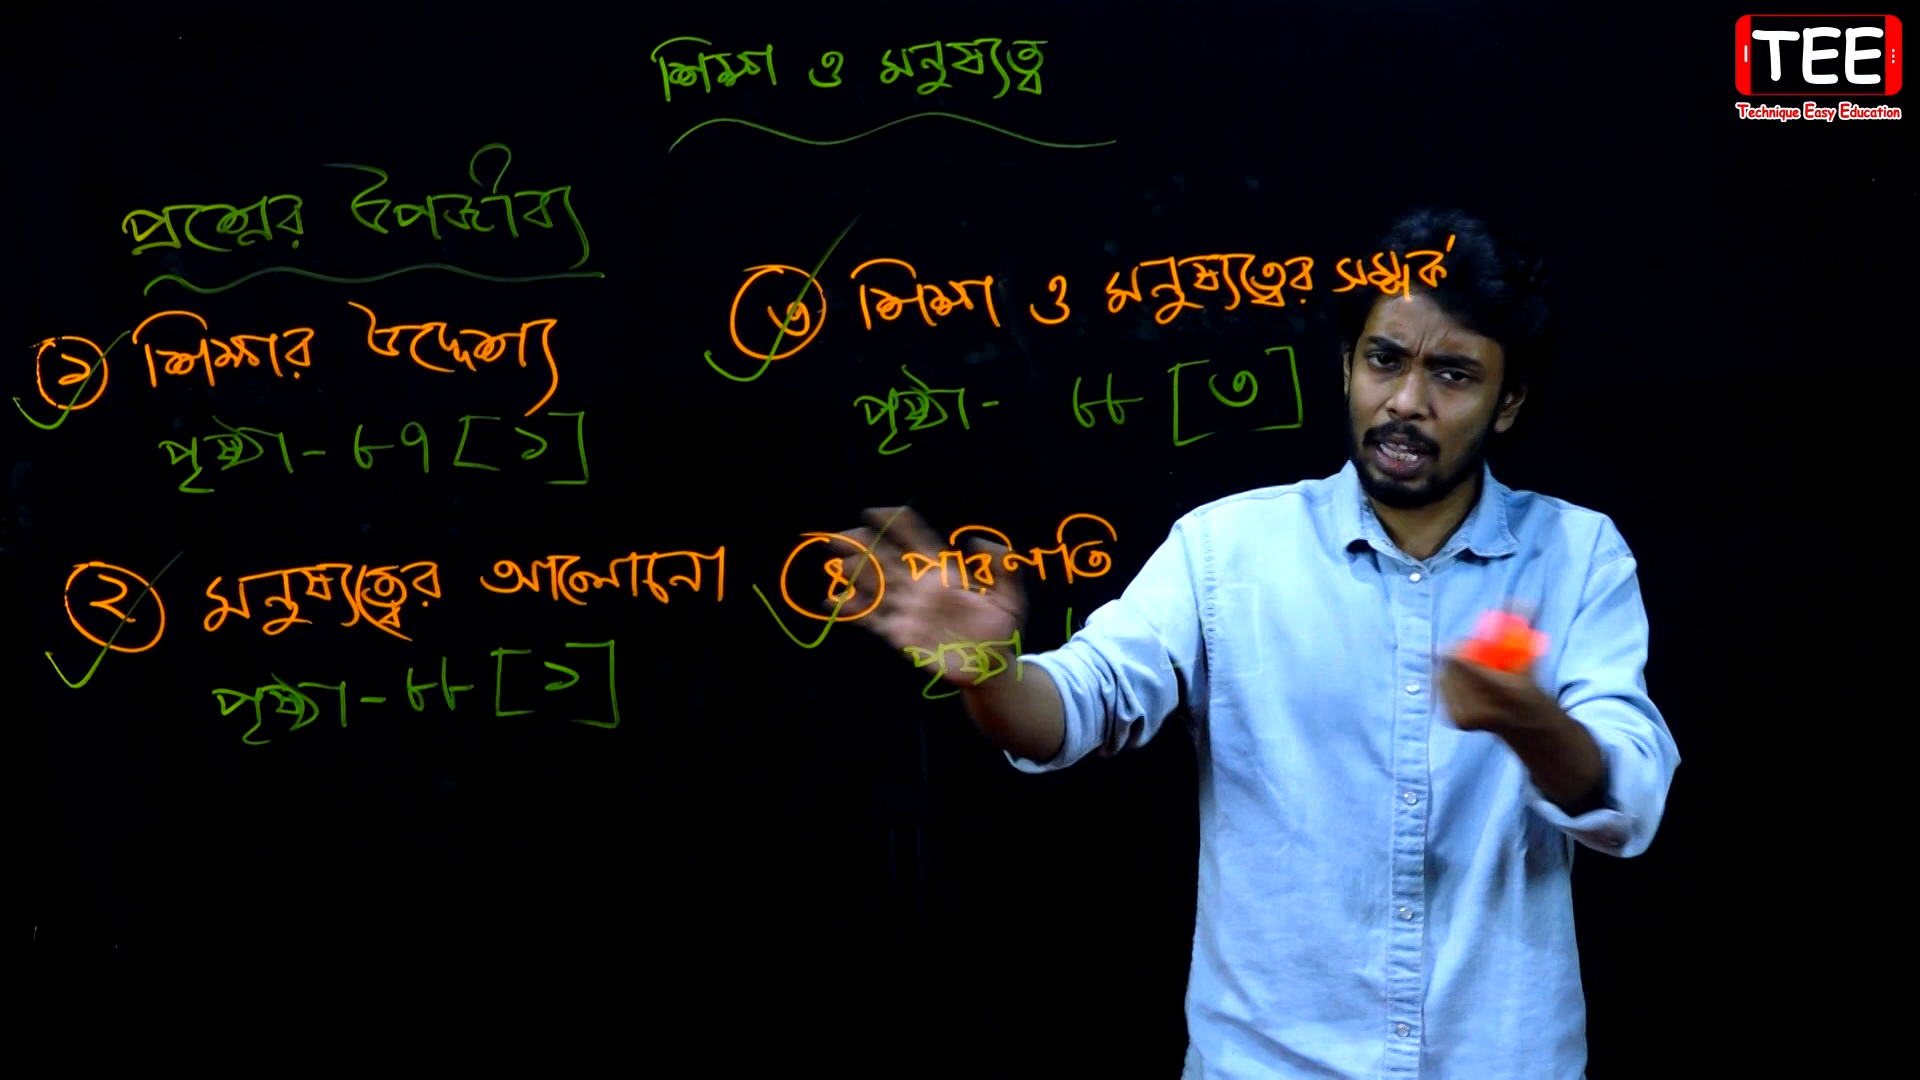 শিক্ষা ও মনুষ্যত্ব
প্রশ্নের উপজীব্য
১ শিক্ষার উদ্দেশ্য
পৃষ্ঠা - ৮৭ [১]
২ মনুষ্যত্বের আলোচনা
পৃষ্ঠা - ৮৮ [১]
৩ শিক্ষা ও মনুষ্যত্বের সম্পর্ক
পৃষ্ঠা - ৮৮ [৩]
৪ পরিণতি
পৃষ্ঠা
TEE
Technique Easy Education